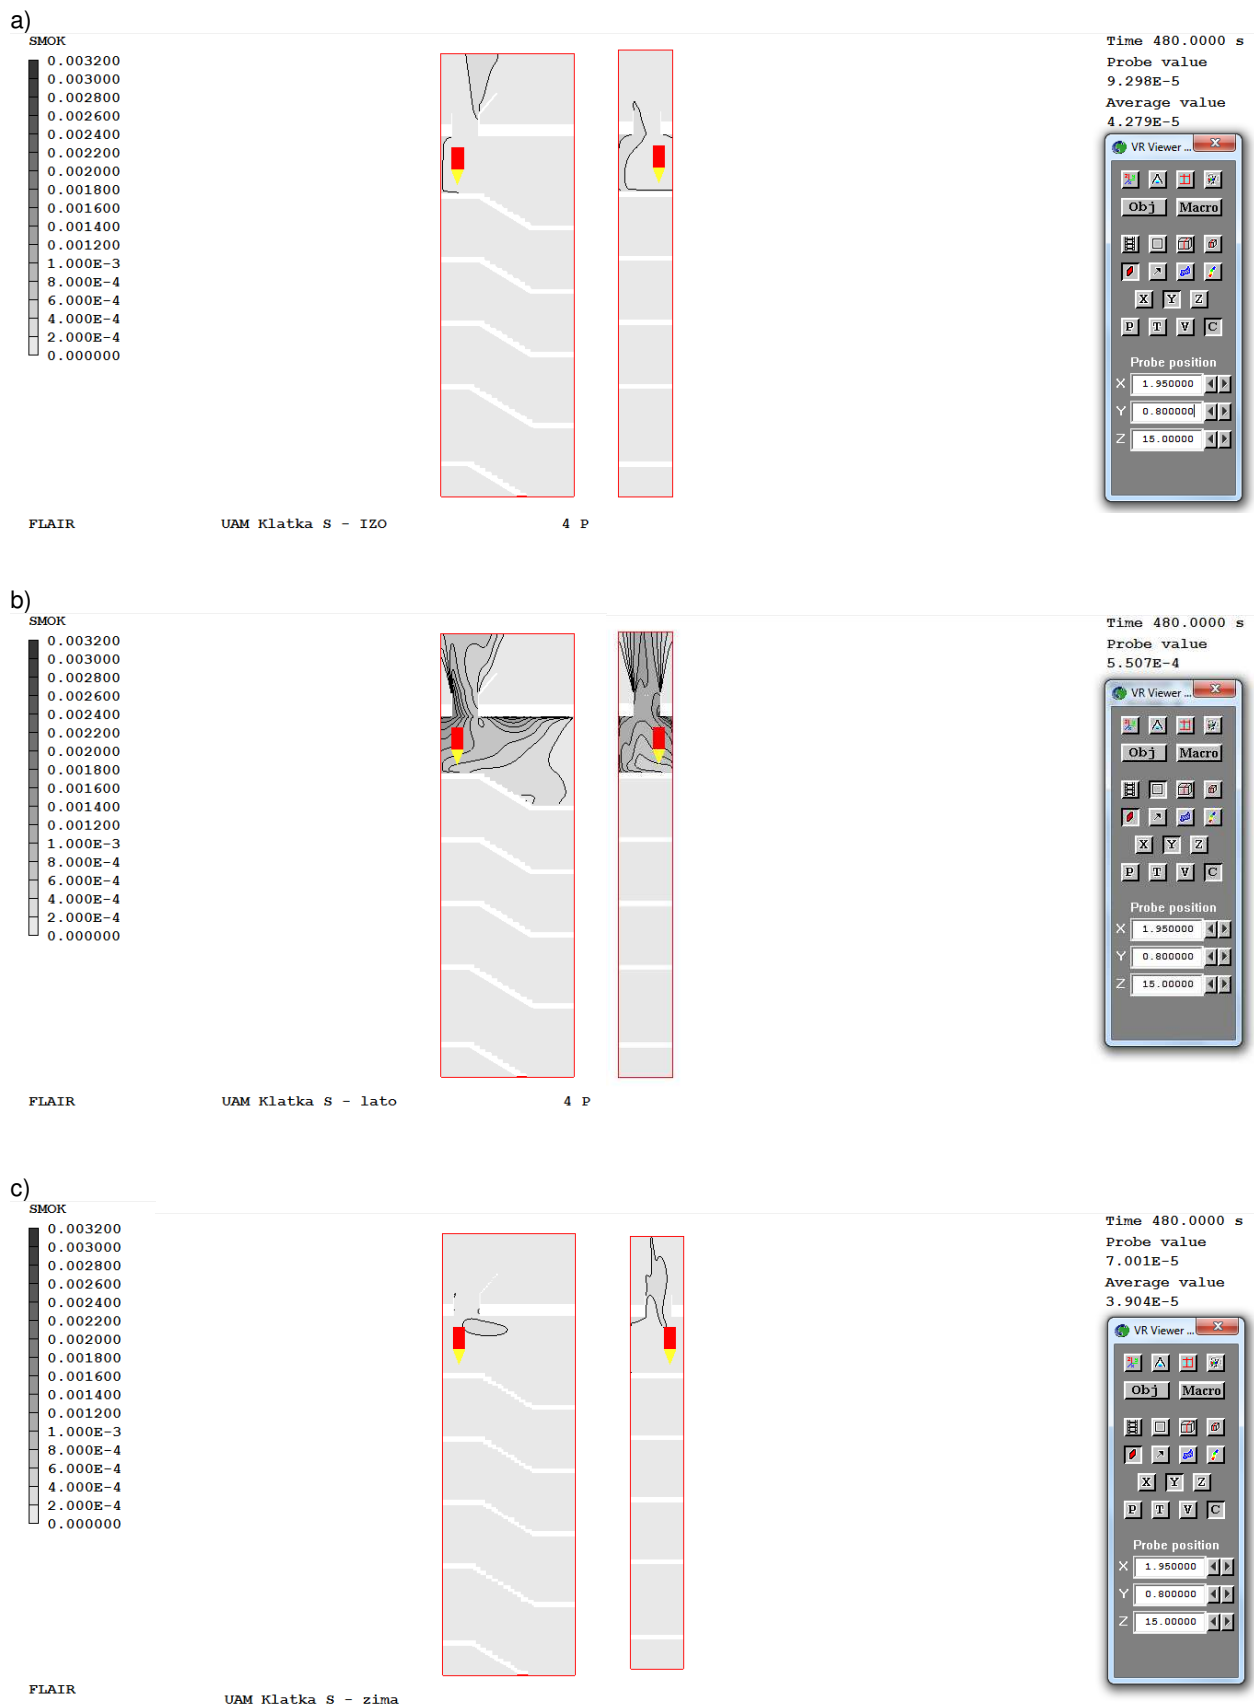 a)
SMOK
0.003200
0.003000
0.002800
0.002600
0.002400
0.002200
0.002000
0.001800
0.001600
0.001400
0.001200
1.000E-3
8.000E-4
6.000E-4
4.000E-4
2.000E-4
0.000000
Time 480.0000 s
Probe value
9.298E-5
Average value
4.279E-5
VR Viewer ...
Obj Macro
X Y Z
P T V C
Probe position
X 1.950000
Y 0.800000
Z 15.00000
FLAIR UAM Klatka S - IZO 4 P
b)
SMOK
0.003200
0.003000
0.002800
0.002600
0.002400
0.002200
0.002000
0.001800
0.001600
0.001400
0.001200
1.000E-3
8.000E-4
6.000E-4
4.000E-4
2.000E-4
0.000000
Time 480.0000 s
Probe value
5.507E-4
VR Viewer ...
Obj Macro
X Y Z
P T V C
Probe position
X 1.950000
Y 0.800000
Z 15.00000
FLAIR UAM Klatka S - lato 4 P
c)
SMOK
0.003200
0.003000
0.002800
0.002600
0.002400
0.002200
0.002000
0.001800
0.001600
0.001400
0.001200
1.000E-3
8.000E-4
6.000E-4
4.000E-4
2.000E-4
0.000000
Time 480.0000 s
Probe value
7.001E-5
Average value
3.904E-5
VR Viewer ...
Obj Macro
X Y Z
P T V C
Probe position
X 1.950000
Y 0.800000
Z 15.00000
FLAIR
UAM Klatka S - zima